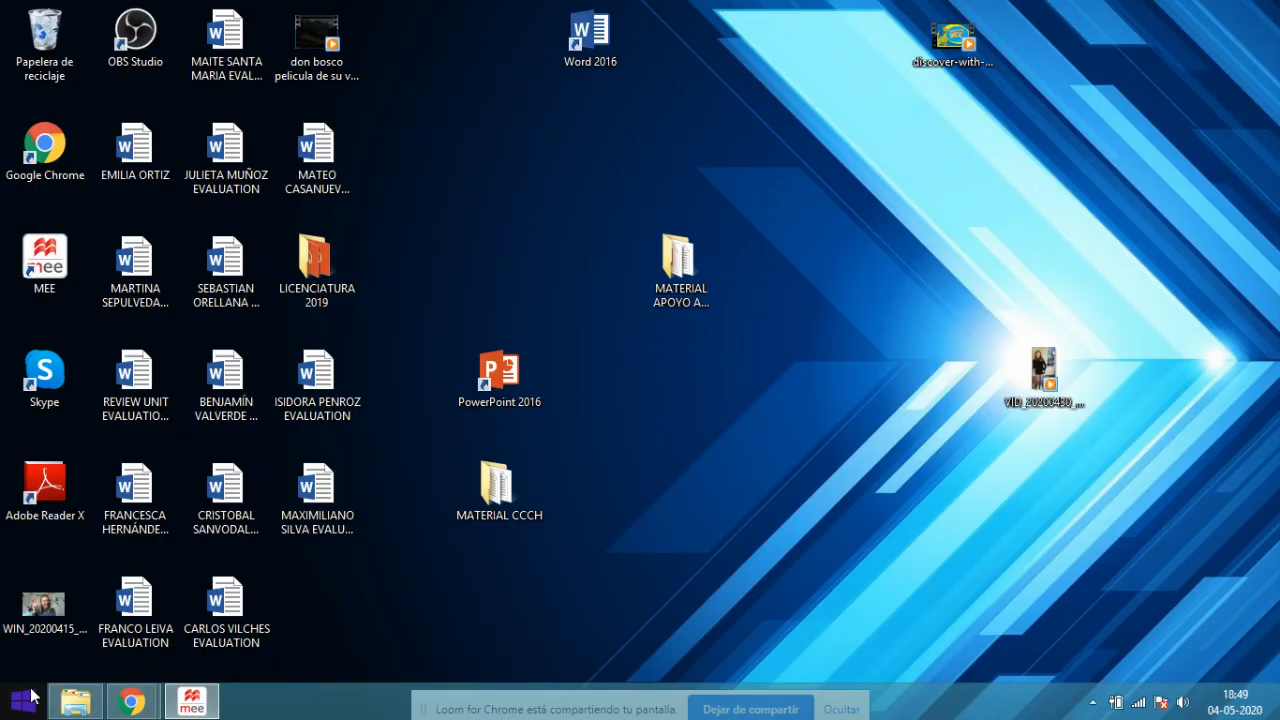 Papelera de
reciclaje
OBS Studio
MAITE SANTA
MARIA EVAL...
don bosco
pelicula de su v...
Word 2016
discover-with-...
Google Chrome
EMILIA ORTIZ
JULIETA MUÑOZ
EVALUATION
MATEO
CASANUEV...
mee
MEE
MARTINA
SEPULVEDA...
SEBASTIAN
ORELLANA ...
LICENCIATURA
2019
MATERIAL
APOYO A...
Skype
REVIEW UNIT
EVALUATIO...
BENJAMÍN
VALVERDE ...
ISIDORA PENROZ
EVALUATION
PowerPoint 2016
VID_20200430_...
Adobe Reader X
FRANCESCA
HERNÁNDE...
CRISTOBAL
SANVODAL...
MAXIMILIANO
SILVA EVALU...
MATERIAL CCCH
WIN_20200415_...
FRANCO LEIVA
EVALUATION
CARLOS VILCHES
EVALUATION
mee
Loom for Chrome está compartiendo tu pantalla.
Dejar de compartir
Ocultar
18:49
04-05-2020